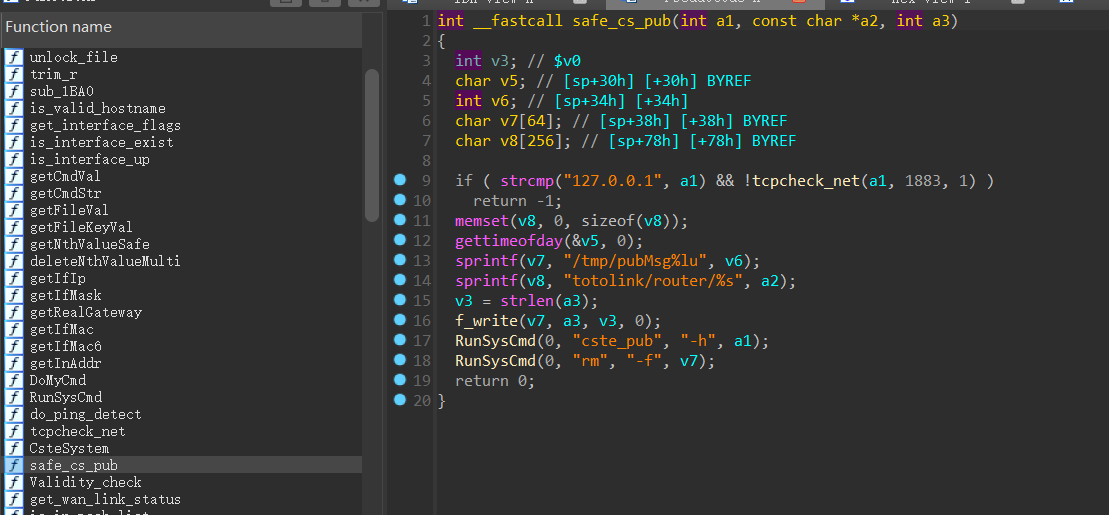 Function name
unlock_file
trim_r
sub_1BA0
is_valid_hostname
get_interface_flags
is_interface_exist
is_interface_up
getCmdVal
getCmdStr
getFileVal
getFileKeyVal
getNthValueSafe
deleteNthValueMulti
getIfIp
getIfMask
getRealGateway
getIfMac
getIfMac6
getInAddr
DoMyCmd
RunSysCmd
do_ping_detect
tcpcheck_net
CsteSystem
safe_cs_pub
Validity_check
get_wan_link_status
1 int __fastcall safe_cs_pub(int a1, const char *a2, int a3)
2 {
3   int v3; // $v0
4   char v5; // [sp+30h] [+30h] BYREF
5   int v6; // [sp+34h] [+34h]
6   char v7[64]; // [sp+38h] [+38h] BYREF
7   char v8[256]; // [sp+78h] [+78h] BYREF
8
9   if ( strcmp("127.0.0.1", a1) && !tcpcheck_net(a1, 1883, 1) )
10     return -1;
11   memset(v8, 0, sizeof(v8));
12   gettimeofday(&v5, 0);
13   sprintf(v7, "/tmp/pubMsg%lu", v6);
14   sprintf(v8, "totolink/router/%s", a2);
15   v3 = strlen(a3);
16   f_write(v7, a3, v3, 0);
17   RunSysCmd(0, "cste_pub", "-h", a1);
18   RunSysCmd(0, "rm", "-f", v7);
19   return 0;
20 }